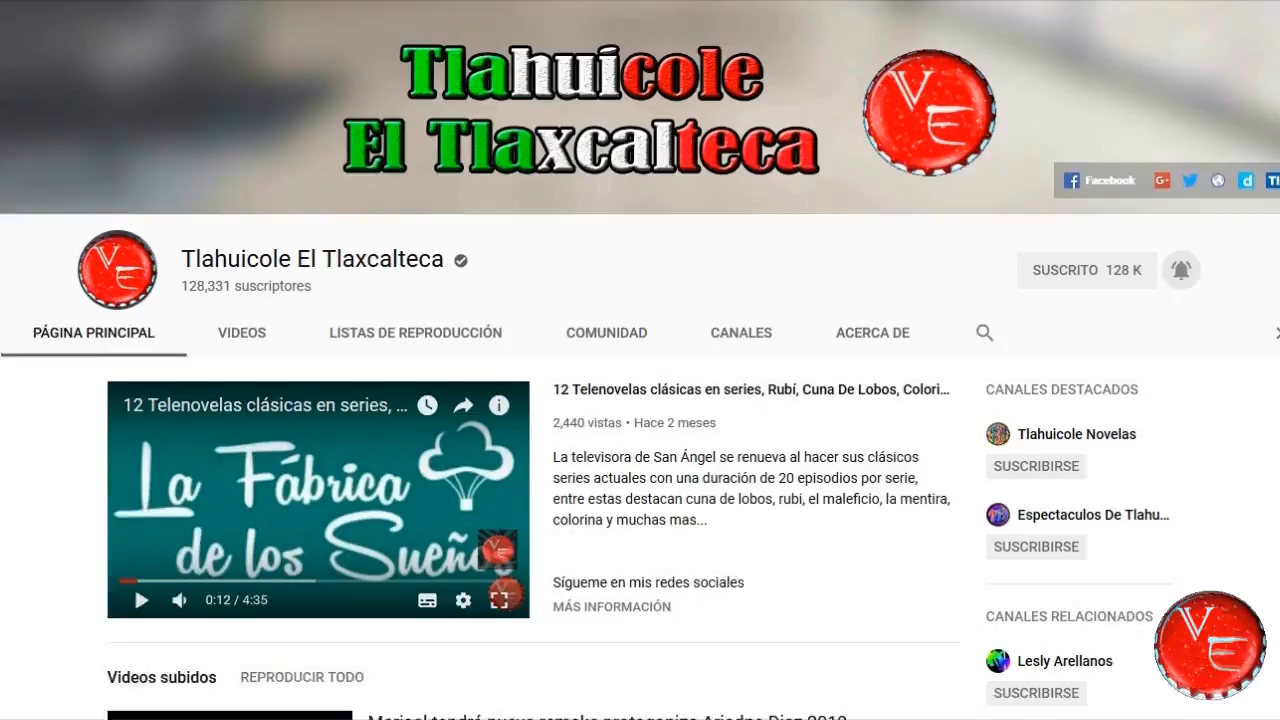 Tlahuicole
El Tlaxcalteca
VE
Facebook
VE
Tlahuicole El Tlaxcalteca
128,331 suscriptores
SUSCRITO 128 K
PÁGINA PRINCIPAL VIDEOS LISTAS DE REPRODUCCIÓN COMUNIDAD CANALES ACERCA DE
12 Telenovelas clásicas en series, ...
La Fábrica
de los Sueñ
0:12 / 4:35
12 Telenovelas clásicas en series, Rubí, Cuna De Lobos, Colori...
2,440 vistas • Hace 2 meses
La televisora de San Ángel se renueva al hacer sus clásicos
series actuales con una duración de 20 episodios por serie,
entre estas destacan cuna de lobos, rubi, el maleficio, la mentira,
colorina y muchas mas...
Sígueme en mis redes sociales
MÁS INFORMACIÓN
CANALES DESTACADOS
Tlahuicole Novelas
SUSCRIBIRSE
Espectaculos De Tlahu...
SUSCRIBIRSE
CANALES RELACIONADOS
Lesly Arellanos
SUSCRIBIRSE
VE
Videos subidos REPRODUCIR TODO